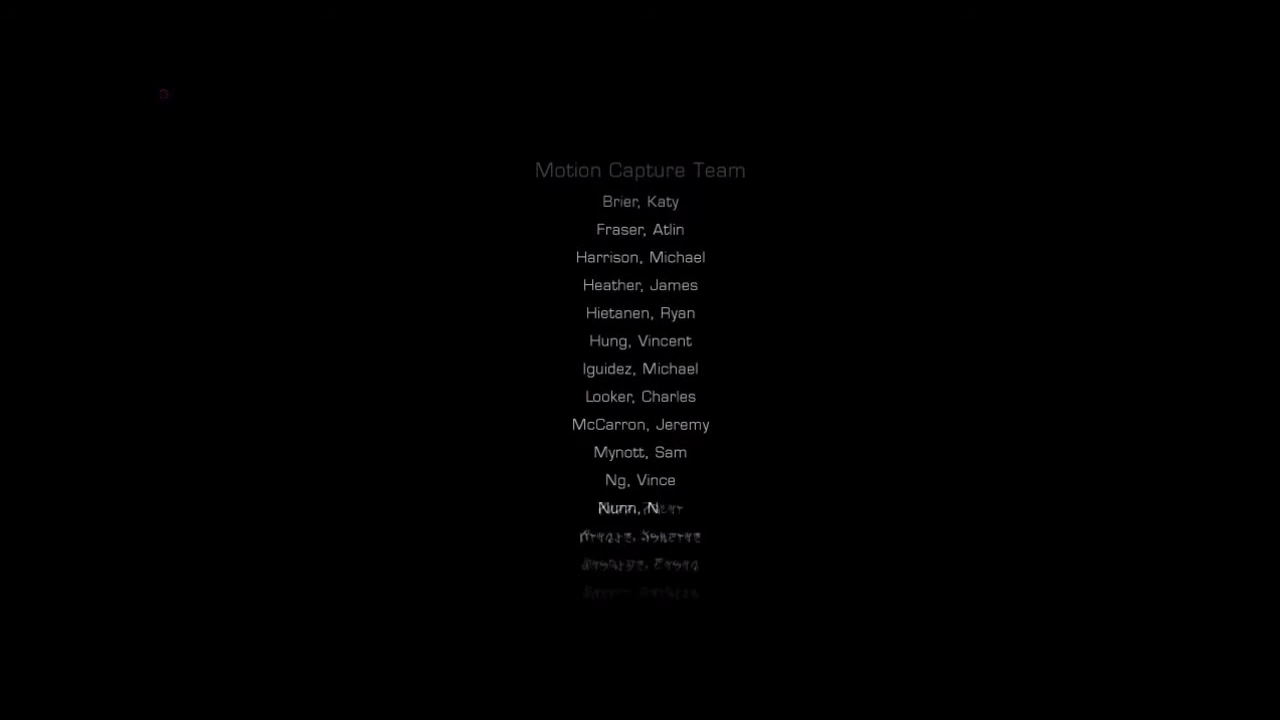 Motion Capture Team
Brier, Katy
Fraser, Atlin
Harrison, Michael
Heather, James
Hietanen, Ryan
Hung, Vincent
Iguidez, Michael
Looker, Charles
McCarron, Jeremy
Mynott, Sam
Ng, Vince
Nunn, N